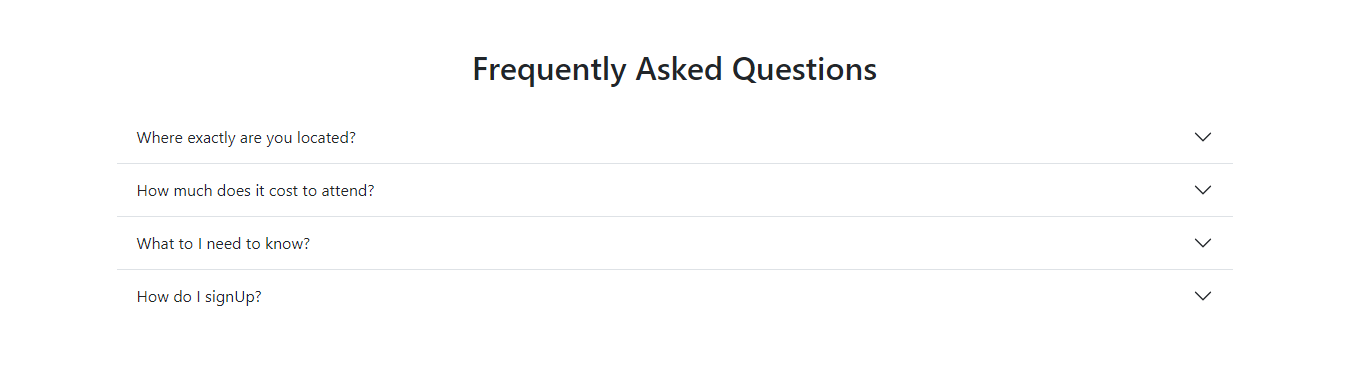 Frequently Asked Questions
Where exactly are you located?
How much does it cost to attend?
What to I need to know?
How do I signUp?